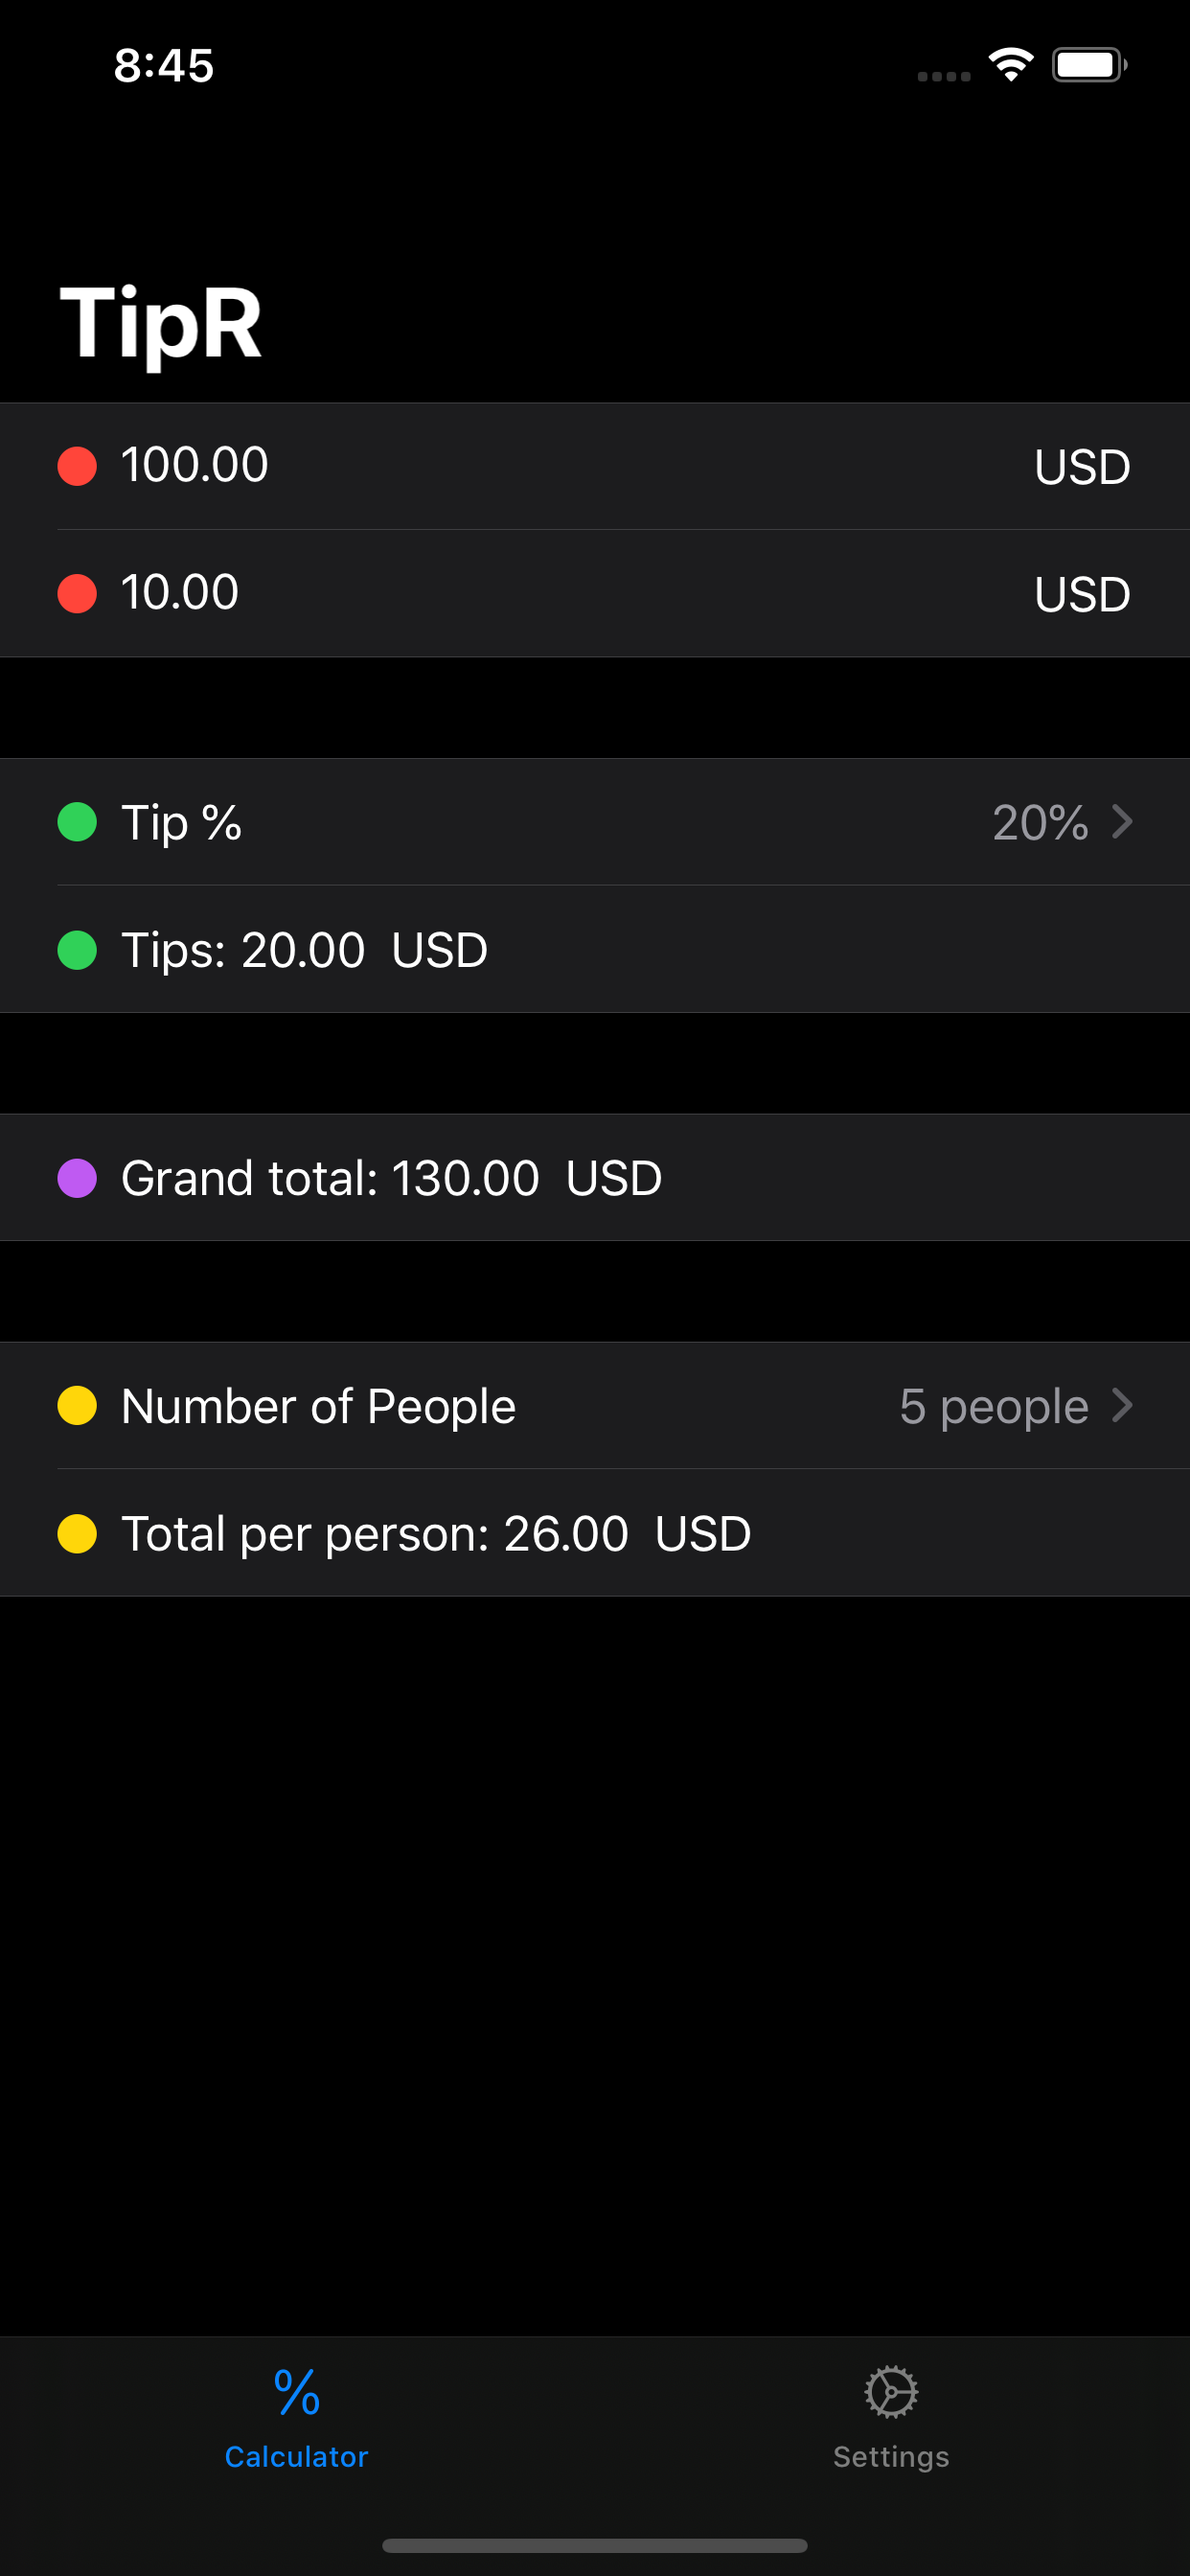 8:45
TipR
100.00 USD
10.00 USD
Tip % 20%
Tips: 20.00 USD
Grand total: 130.00 USD
Number of People 5 people
Total per person: 26.00 USD
%
Calculator Settings